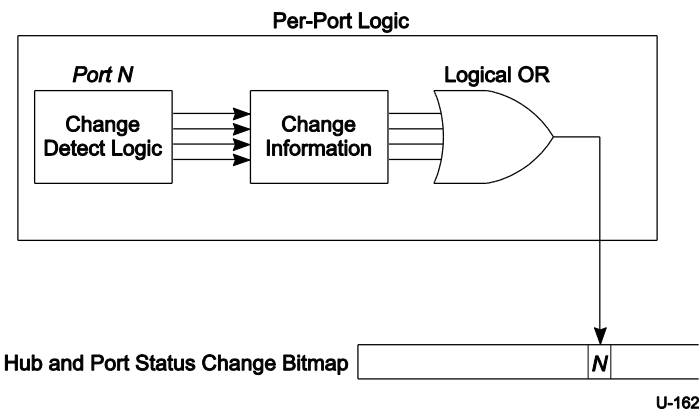 Per-Port Logic
Port N
Logical OR
Change
Detect Logic
Change
Information
Hub and Port Status Change Bitmap
N
U-162